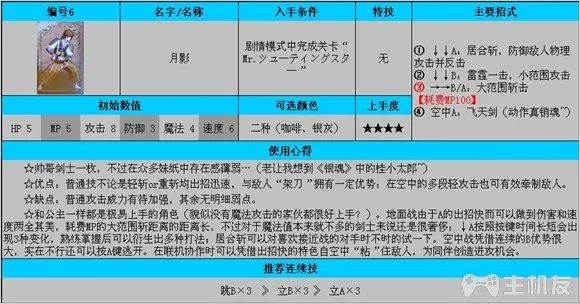 编号6
名字/名称
入手条件
特技
主要招式
月影
剧情模式中完成关卡“
Mr.ツューティングスタ
ー”
无
① ↓↓A：居合斩，防御敌人物理
攻击并反击
② ↓↓B：雷霆一击，小范围攻击
③ →→B/A：大范围斩击
【耗费MP100】
④ 空中A：飞天剑（动作真销魂~）
初始数值
可选颜色
上手度
HP 5
MP 5
攻击 8
防御 3
魔法 4
速度 6
二种（咖啡、银灰）
★★★★
使用心得
☆帅哥剑士一枚，不过在众多妹纸中存在感薄弱…（老让我想到《银魂》中的桂小太郎~）
☆优点：普通技不论是轻斩or重斩均出招迅速，与敌人“架刀”拥有一定优势；在空中的多段轻攻击也可有效牵制敌人。
☆缺点：普通攻击威力有待加强，其余无明细弱点。
☆和公主一样都是极易上手的角色（貌似没有魔法攻击的家伙都很好上手？）。地面战由于A的出招快而可以做到伤害和速
度两全其美，耗费MP的大范围斩距离的距离长，不过对于魔法值本来就不多的剑士来说还是很奢侈；↓A按照按键时间长短会出
现3种变化，熟练掌握后可以衍生出多种打法；居合斩可以对喜欢接近战的对手时不时的试一下。空中战凭借连续的B优势很
大，实在不行还可以按A键逃开。在联机协作时可以凭借出招快的特色自空中“粘”住敌人，为同伴创造进攻机会。
推荐连续技
跳B×3 》 立B×3 》 立A×3
主机友